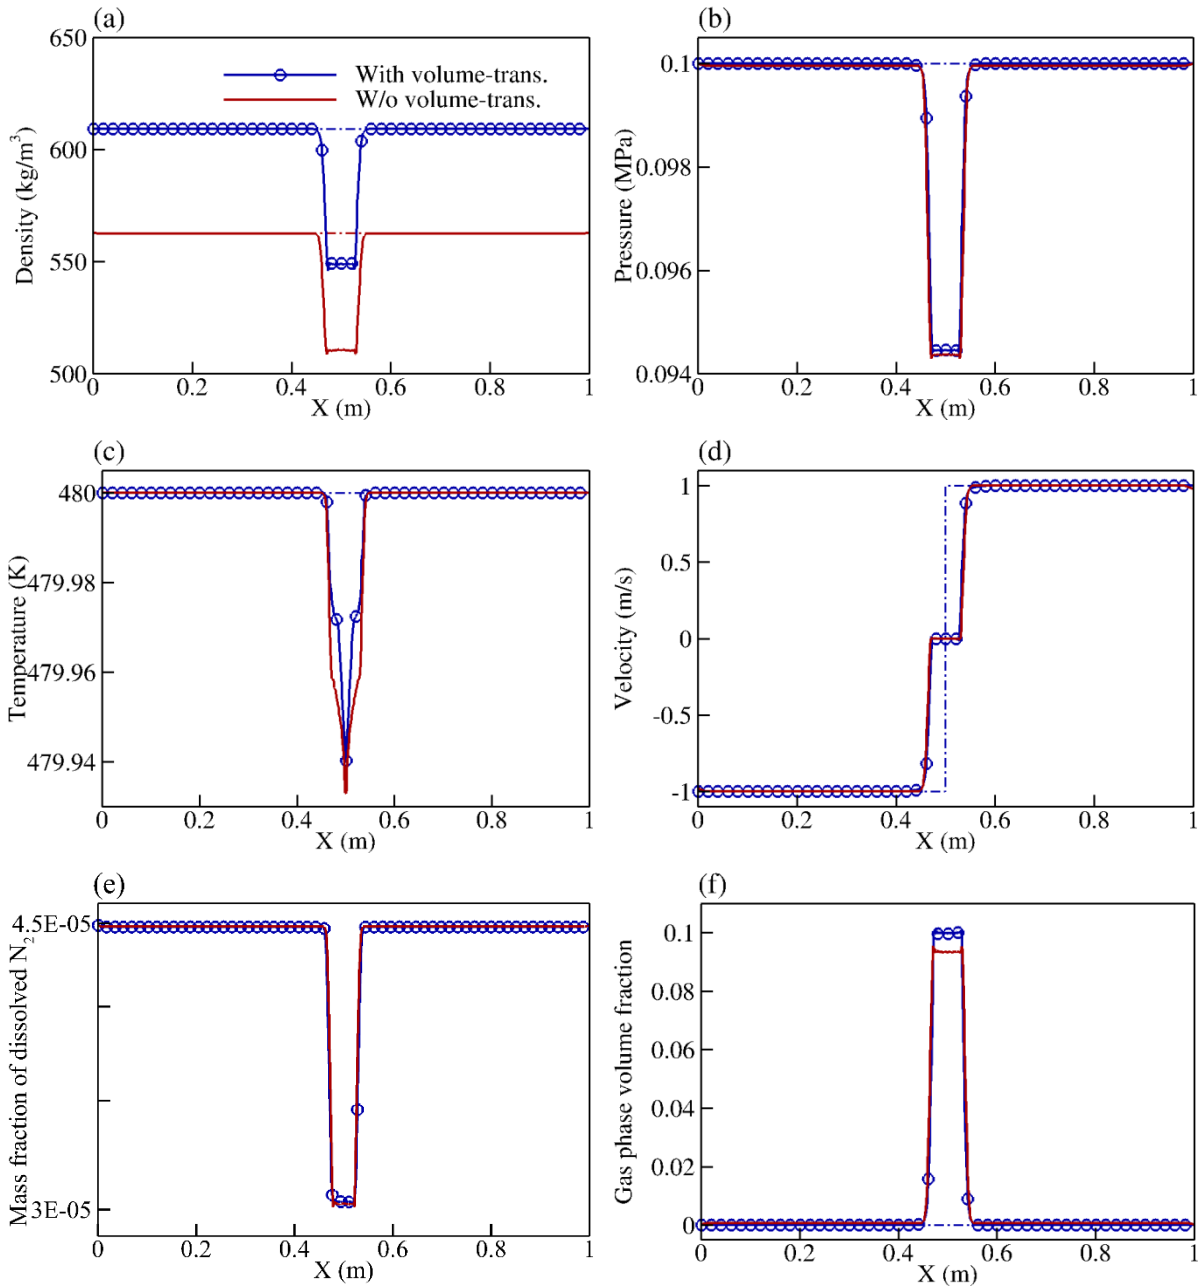 (a)
650
600
550
500
Density (kg/m³)
With volume-trans.
W/o volume-trans.
0 0.2 0.4 0.6 0.8 1
X (m)
(b)
0.1
0.098
0.096
0.094
Pressure (MPa)
0 0.2 0.4 0.6 0.8 1
X (m)
(c)
480
479.98
479.96
479.94
Temperature (K)
0 0.2 0.4 0.6 0.8 1
X (m)
(d)
1
0.5
0
-0.5
-1
Velocity (m/s)
0 0.2 0.4 0.6 0.8 1
X (m)
(e)
4.5E-05
3E-05
Mass fraction of dissolved N₂
0 0.2 0.4 0.6 0.8 1
X (m)
(f)
0.1
0.08
0.06
0.04
0.02
0
Gas phase volume fraction
0 0.2 0.4 0.6 0.8 1
X (m)